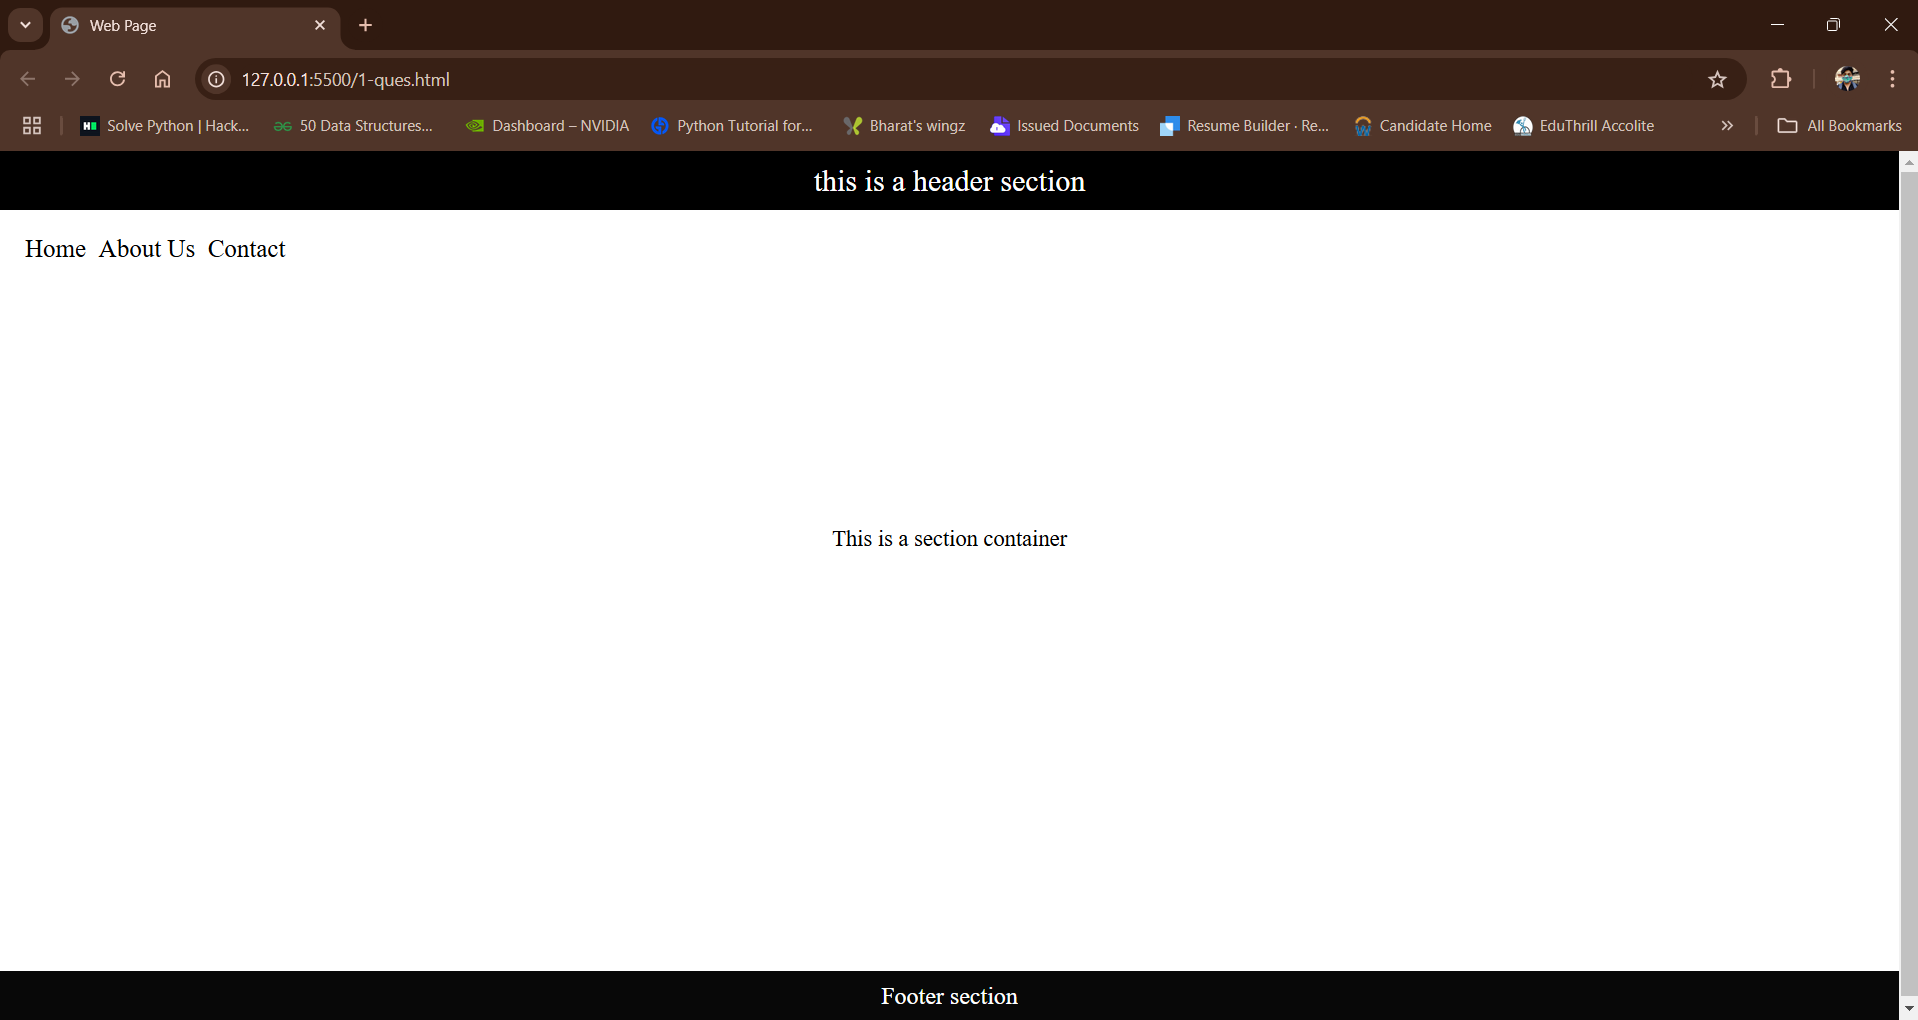 Web Page
127.0.0.1:5500/1-ques.html
Solve Python | Hack... 50 Data Structures... Dashboard – NVIDIA Python Tutorial for... Bharat's wingz Issued Documents Resume Builder · Re... Candidate Home EduThrill Accolite All Bookmarks
this is a header section
Home About Us Contact
This is a section container
Footer section